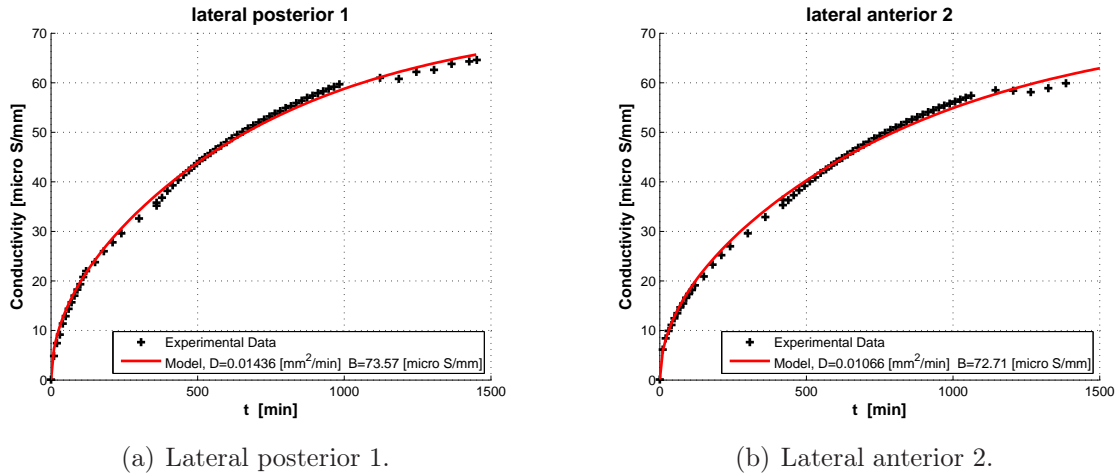 lateral posterior 1
70
60
50
40
30
20
10
0
Conductivity [micro S/mm]
Experimental Data
Model, D=0.01436 [mm²/min] B=73.57 [micro S/mm]
0 500 1000 1500
t [min]
(a) Lateral posterior 1.
lateral anterior 2
70
60
50
40
30
20
10
0
Conductivity [micro S/mm]
Experimental Data
Model, D=0.01066 [mm²/min] B=72.71 [micro S/mm]
0 500 1000 1500
t [min]
(b) Lateral anterior 2.